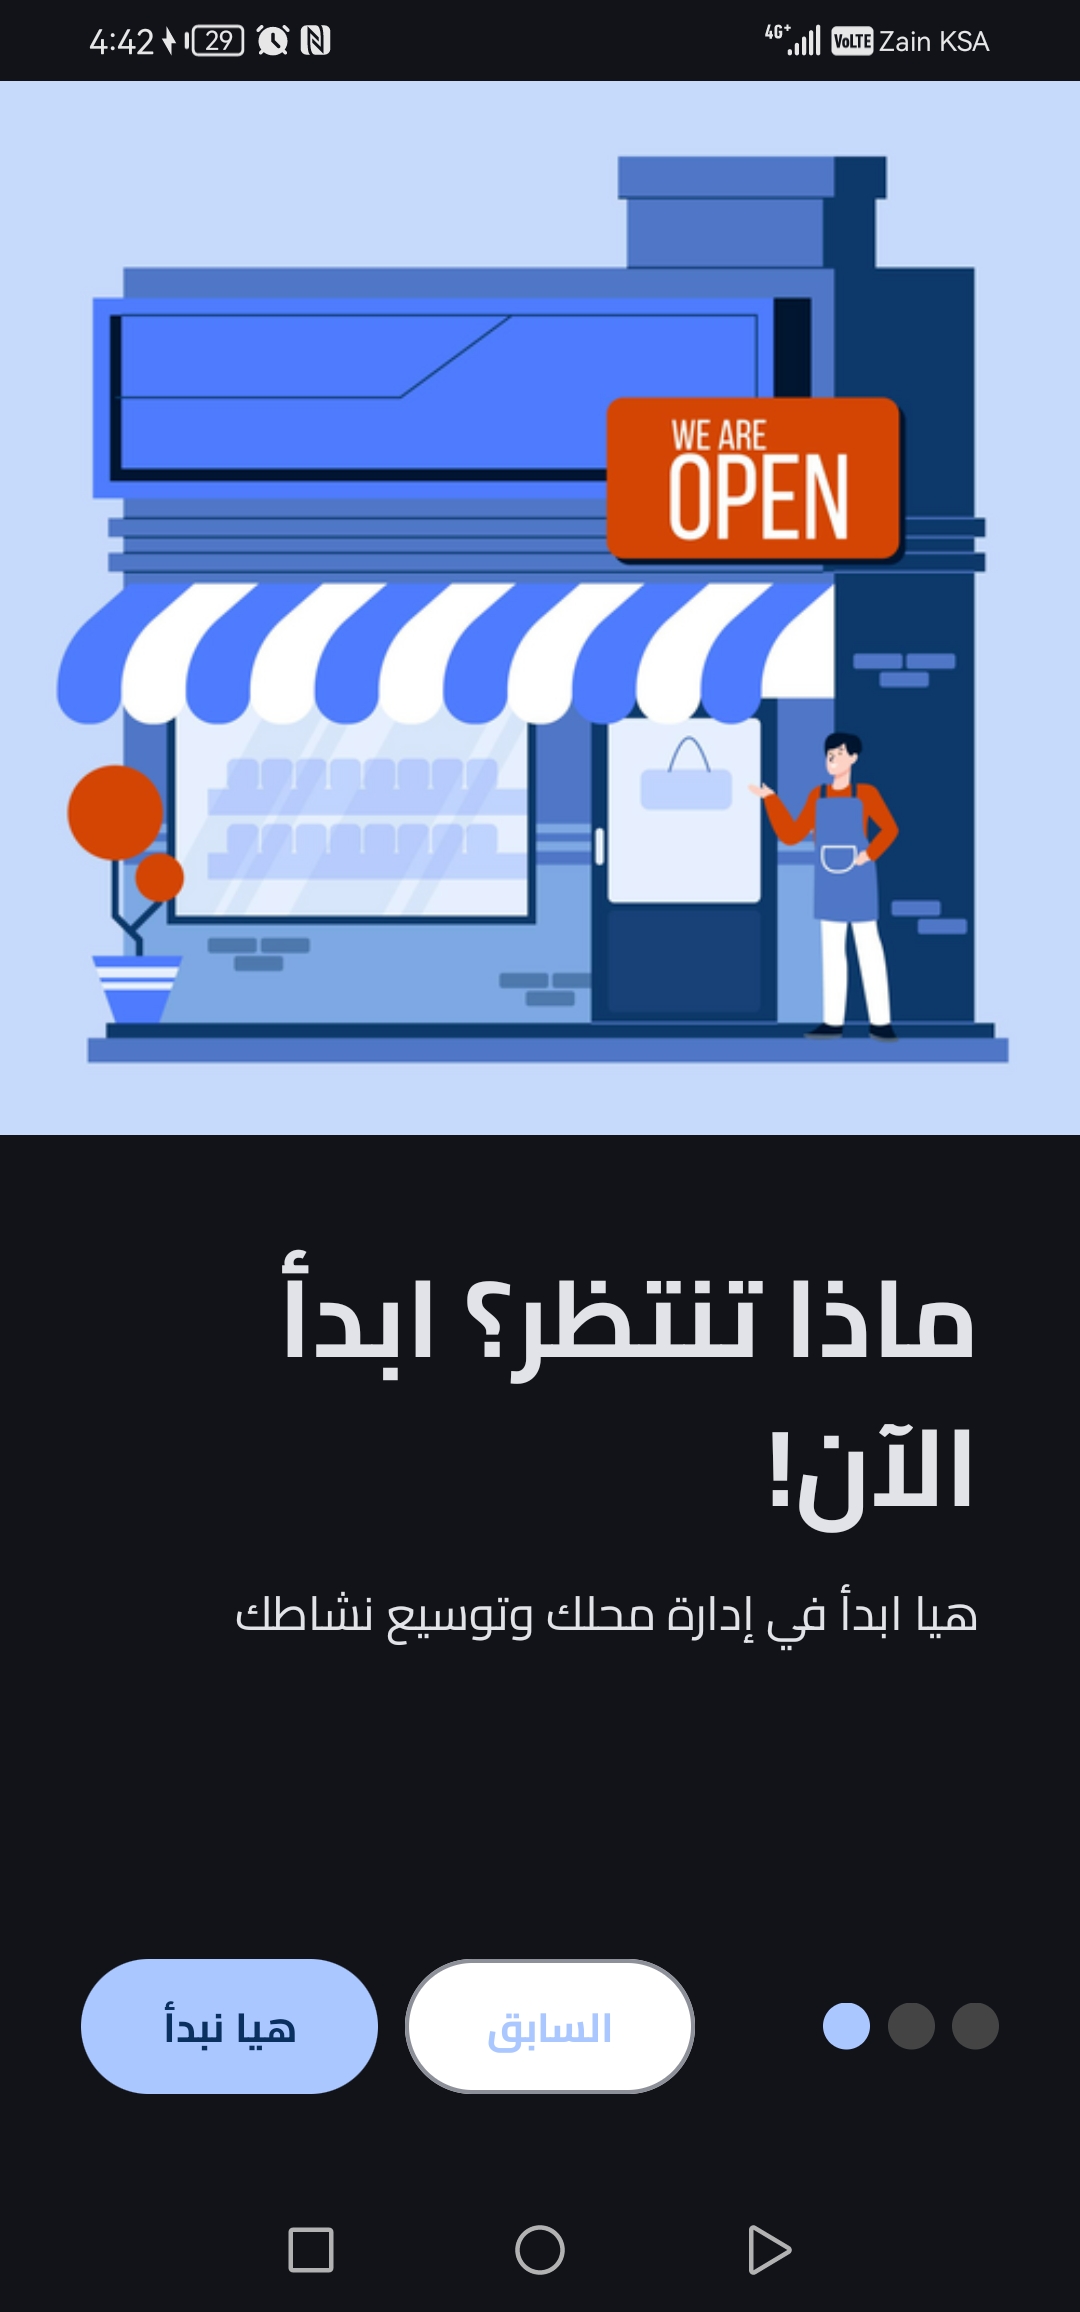 4:42 29 4G+ VoLTE Zain KSA
WE ARE
OPEN
ماذا تنتظر؟ ابدأ
الآن!
هيا ابدأ في إدارة محلك وتوسيع نشاطك
السابق
هيا نبدأ